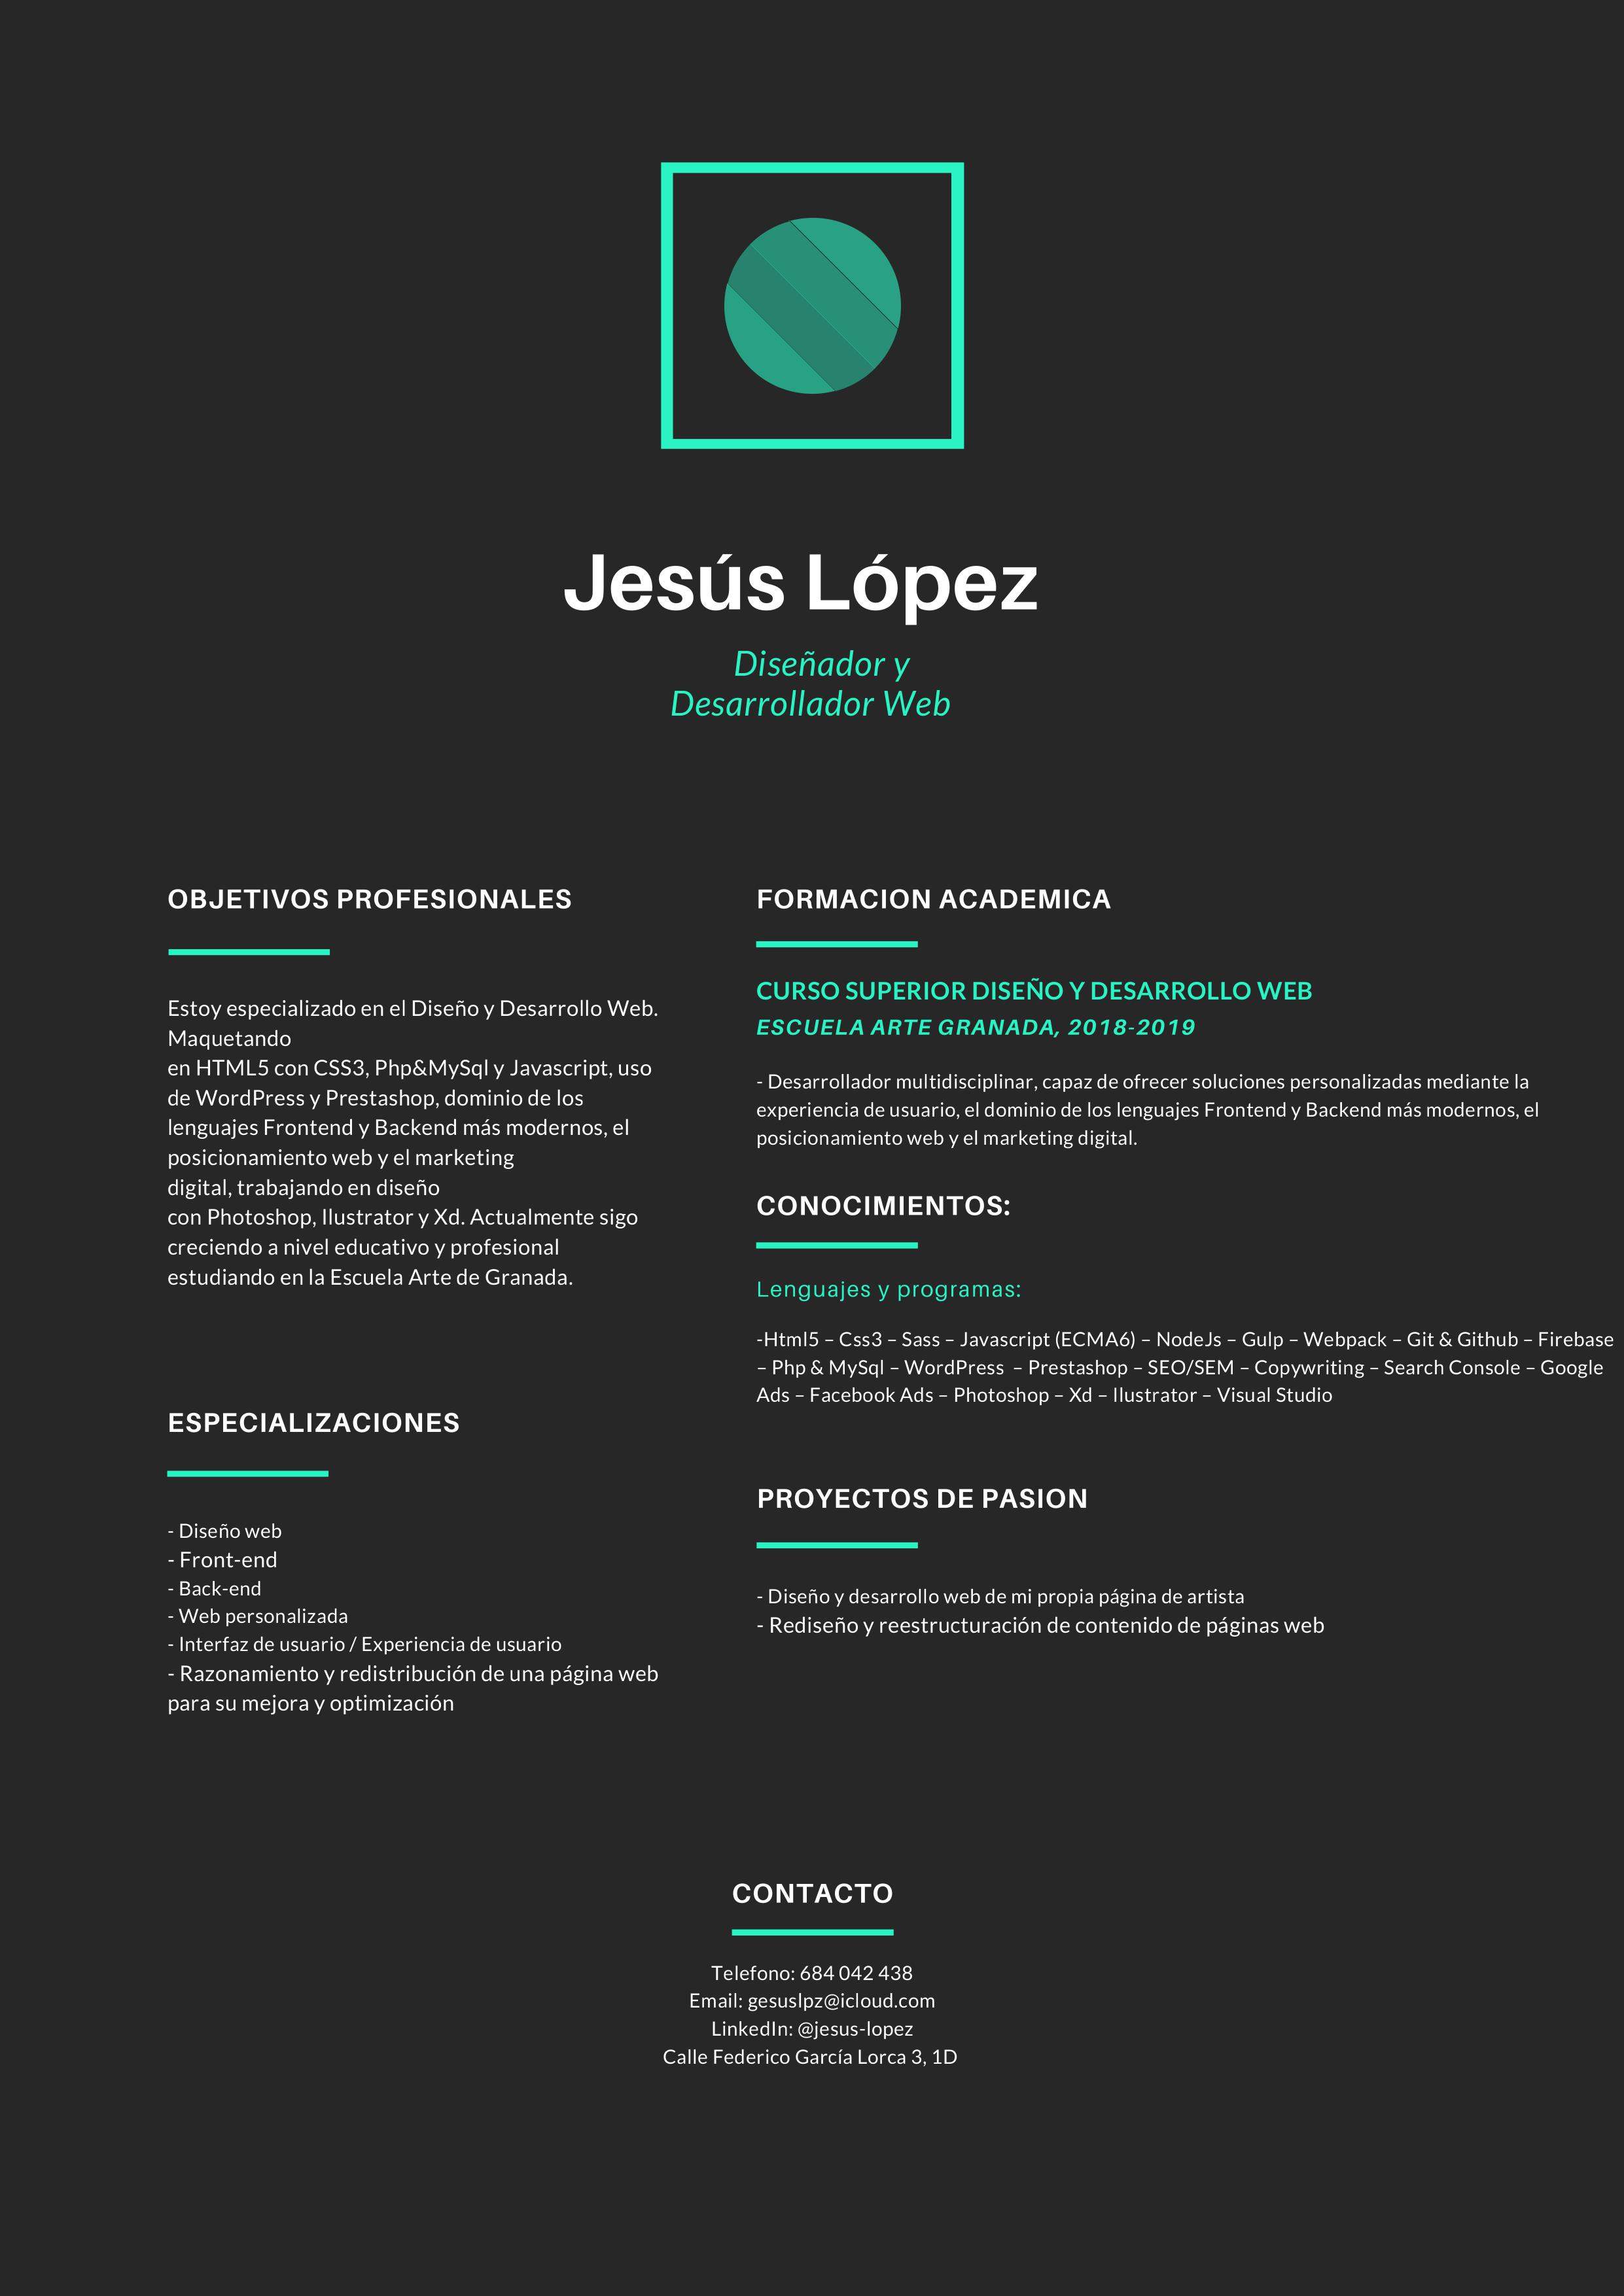 Jesús López
Diseñador y
Desarrollador Web
OBJETIVOS PROFESIONALES
Estoy especializado en el Diseño y Desarrollo Web.
Maquetando
en HTML5 con CSS3, Php&MySql y Javascript, uso
de WordPress y Prestashop, dominio de los
lenguajes Frontend y Backend más modernos, el
posicionamiento web y el marketing
digital, trabajando en diseño
con Photoshop, Ilustrator y Xd. Actualmente sigo
creciendo a nivel educativo y profesional
estudiando en la Escuela Arte de Granada.
ESPECIALIZACIONES
- Diseño web
- Front-end
- Back-end
- Web personalizada
- Interfaz de usuario / Experiencia de usuario
- Razonamiento y redistribución de una página web
para su mejora y optimización
FORMACION ACADEMICA
CURSO SUPERIOR DISEÑO Y DESARROLLO WEB
ESCUELA ARTE GRANADA, 2018-2019
- Desarrollador multidisciplinar, capaz de ofrecer soluciones personalizadas mediante la
experiencia de usuario, el dominio de los lenguajes Frontend y Backend más modernos, el
posicionamiento web y el marketing digital.
CONOCIMIENTOS:
Lenguajes y programas:
-Html5 – Css3 – Sass – Javascript (ECMA6) – NodeJs – Gulp – Webpack – Git & Github – Firebase
– Php & MySql – WordPress – Prestashop – SEO/SEM – Copywriting – Search Console – Google
Ads – Facebook Ads – Photoshop – Xd – Ilustrator – Visual Studio
PROYECTOS DE PASION
- Diseño y desarrollo web de mi propia página de artista
- Rediseño y reestructuración de contenido de páginas web
CONTACTO
Telefono: 684 042 438
Email: gesuslpz@icloud.com
LinkedIn: @jesus-lopez
Calle Federico García Lorca 3, 1D